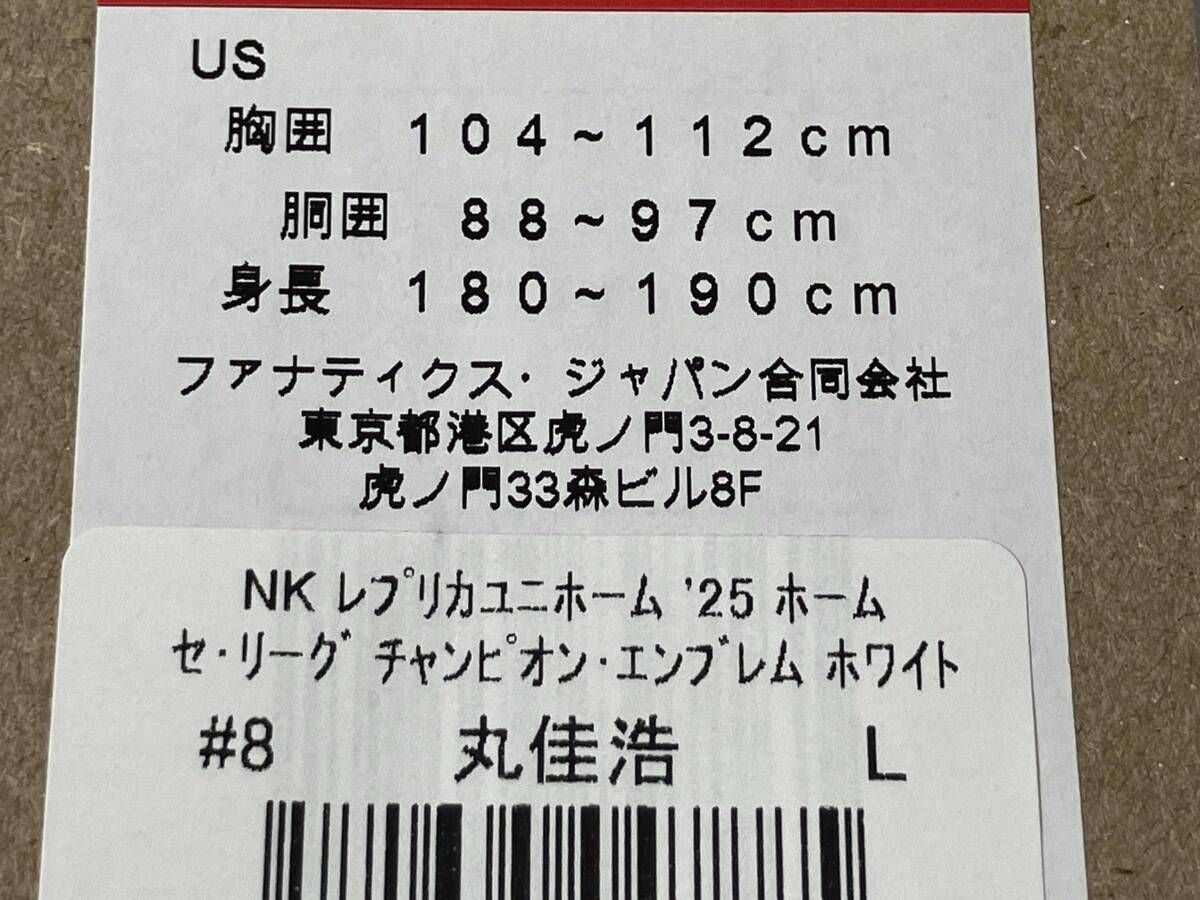 US
胸囲 104~112cm
胴囲 88~97cm
身長 180~190cm
ファナティクス・ジャパン合同会社
東京都港区虎ノ門3-8-21
虎ノ門33森ビル8F
NK ﾚﾌﾟﾘｶﾕﾆﾎｰﾑ '25 ﾎｰﾑ
ｾ・ﾘｰｸﾞ ﾁｬﾝﾋﾟｵﾝ・ｴﾝﾌﾞﾚﾑ ﾎﾜｲﾄ
#8 丸佳浩 L